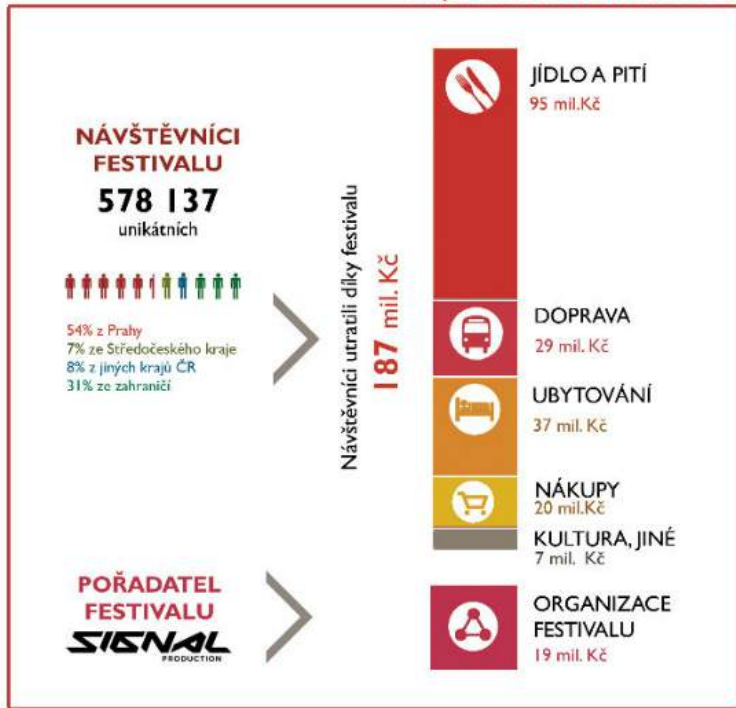 NÁVŠTĚVNÍCI
FESTIVALU
578 137
unikátních
54% z Prahy
7% ze Středočeského kraje
8% z jiných krajů ČR
31% ze zahraničí
Návštěvníci utratili díky festivalu
187 mil. Kč
JÍDLO A PITÍ
95 mil.Kč
DOPRAVA
29 mil. Kč
UBYTOVÁNÍ
37 mil. Kč
NÁKUPY
20 mil.Kč
KULTURA, JINÉ
7 mil. Kč
POŘADATEL
FESTIVALU
SIGNAL
PRODUCTION
ORGANIZACE
FESTIVALU
19 mil. Kč